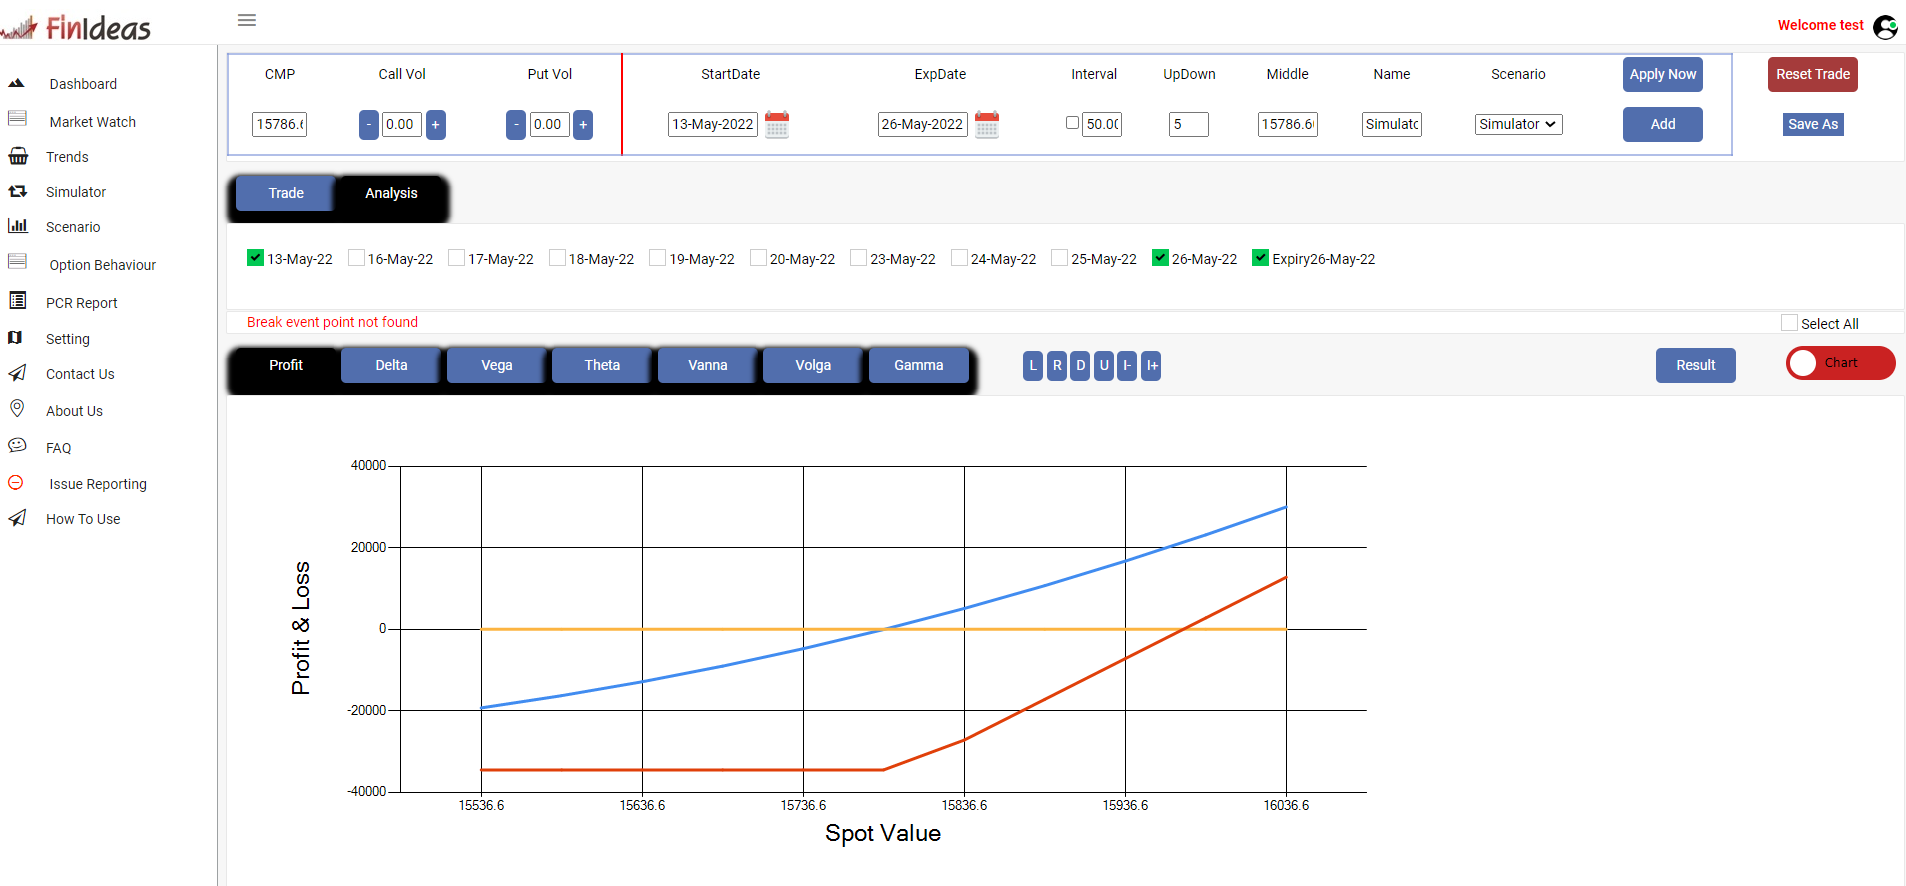 FinIdeas
Welcome test
Dashboard
Market Watch
Trends
Simulator
Scenario
Option Behaviour
PCR Report
Setting
Contact Us
About Us
FAQ
Issue Reporting
How To Use
CMP Call Vol Put Vol StartDate ExpDate Interval UpDown Middle Name Scenario Apply Now Reset Trade
15786.6 - 0.00 + - 0.00 + 13-May-2022 26-May-2022 50.00 5 15786.6 Simulato Simulator Add Save As
Trade Analysis
13-May-22 16-May-22 17-May-22 18-May-22 19-May-22 20-May-22 23-May-22 24-May-22 25-May-22 26-May-22 Expiry26-May-22
Break event point not found
Select All
Profit Delta Vega Theta Vanna Volga Gamma L R D U I- I+ Result Chart
40000
20000
0
-20000
-40000
Profit & Loss
15536.6 15636.6 15736.6 15836.6 15936.6 16036.6
Spot Value